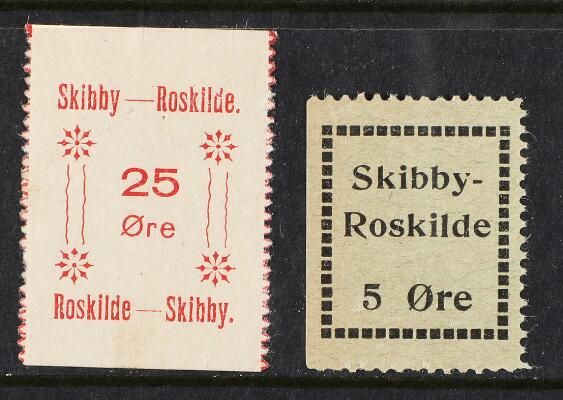 Skibby — Roskilde.
25
Øre
Roskilde — Skibby.
Skibby-
Roskilde
5 Øre